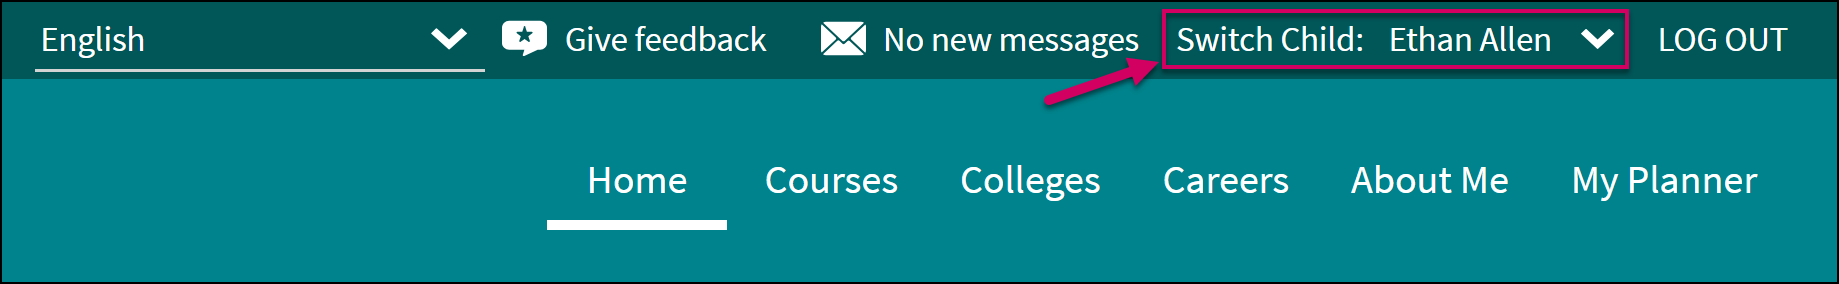 English Give feedback No new messages Switch Child: Ethan Allen LOG OUT
Home Courses Colleges Careers About Me My Planner